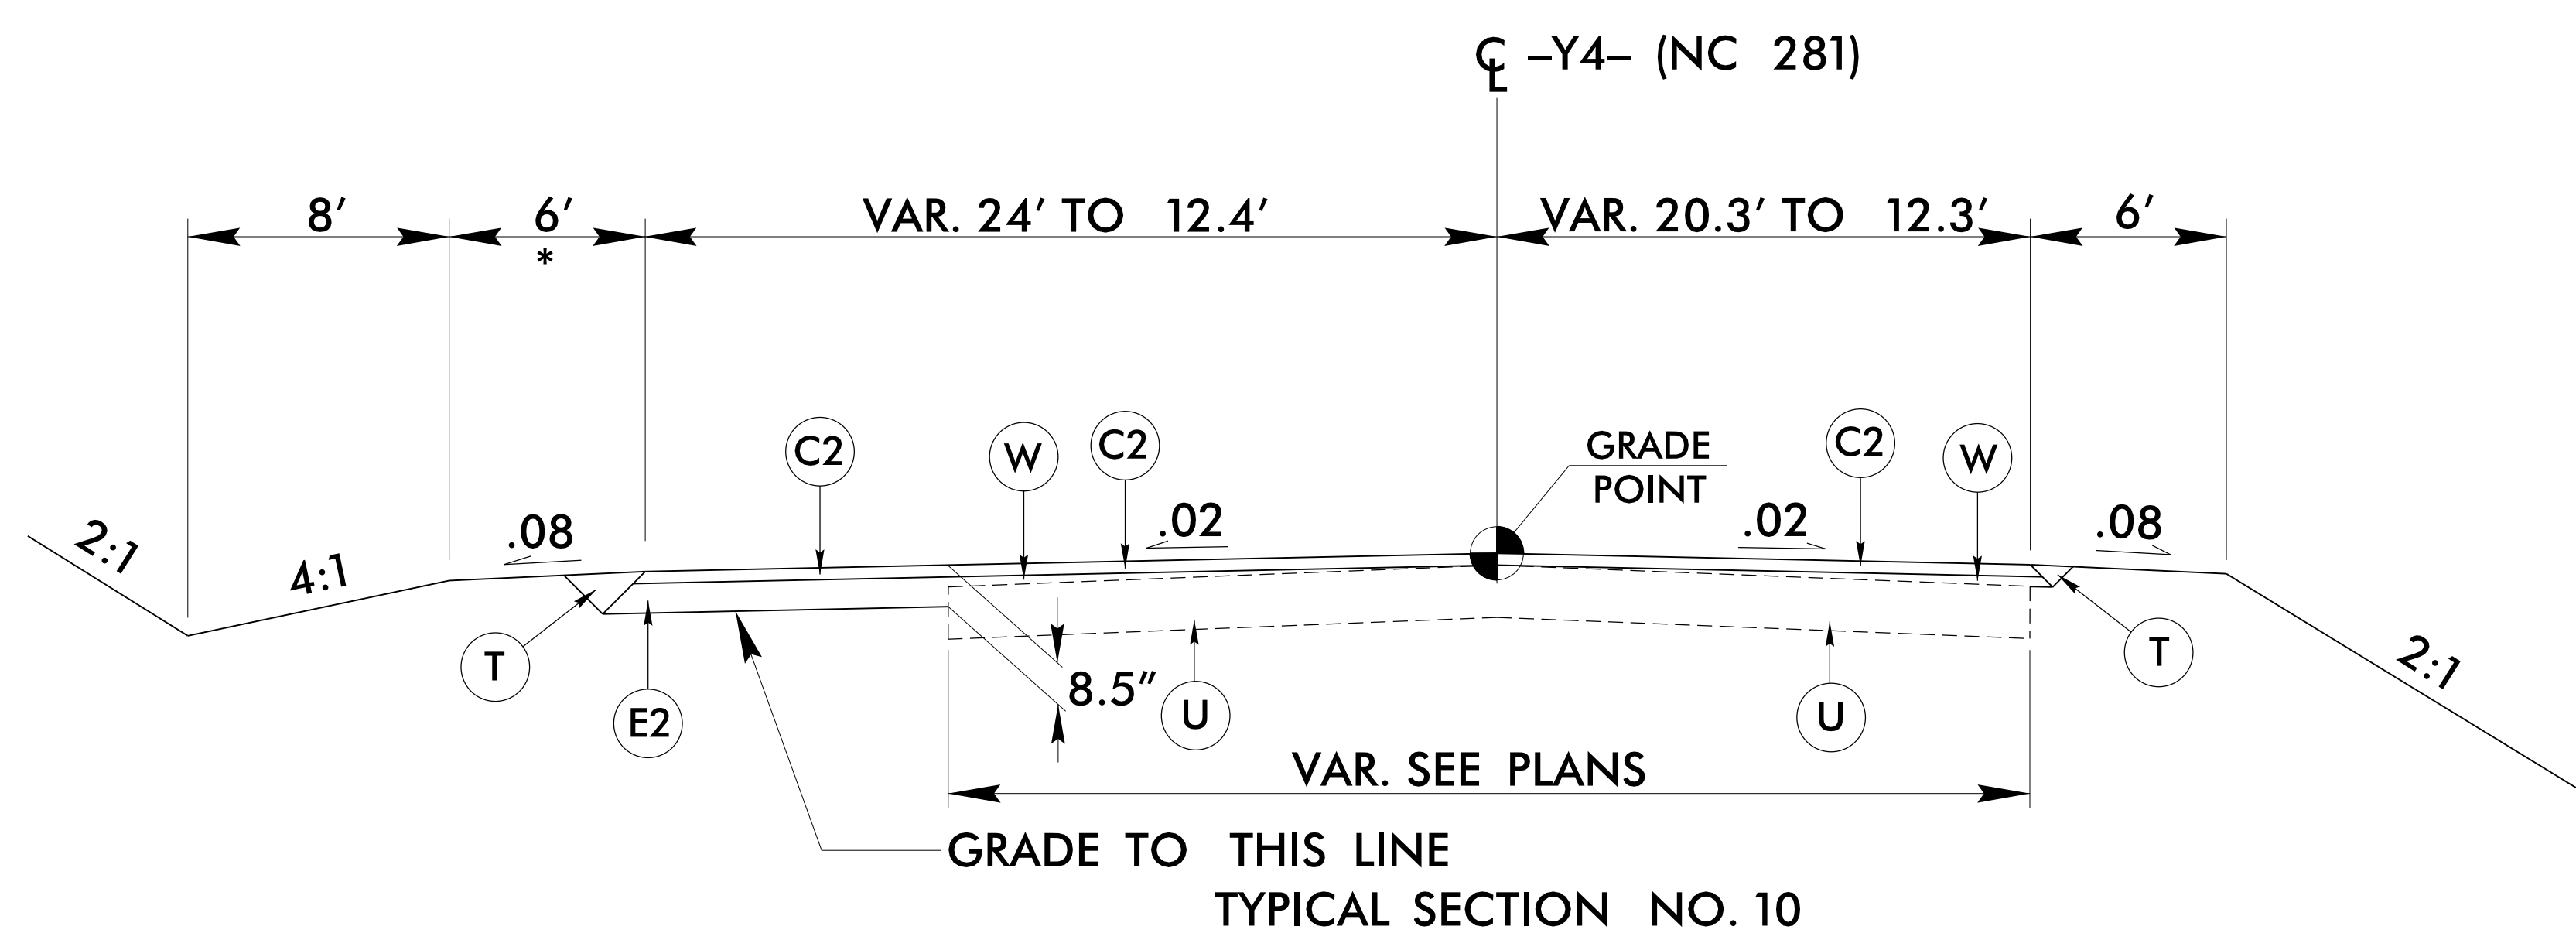 ℄ –Y4– (NC 281)
8′ 6′ VAR. 24′ TO 12.4′ VAR. 20.3′ TO 12.3′ 6′
*
C2 W C2 GRADE C2 W
POINT
2:1 4:1 .08 .02 .02 .08
T E2 8.5″ U U T 2:1
VAR. SEE PLANS
GRADE TO THIS LINE
TYPICAL SECTION NO. 10